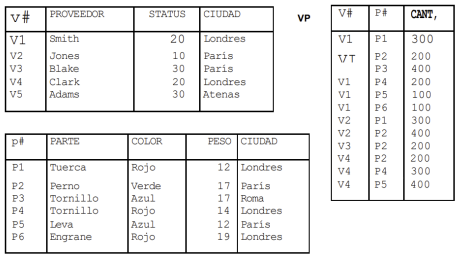 V# PROVEEDOR STATUS CIUDAD
V1 Smith 20 Londres
V2 Jones 10 París
V3 Blake 30 París
V4 Clark 20 Londres
V5 Adams 30 Atenas
VP
V# P# CANT,
V1 P1 300
VT P2 200
P3 400
V1 P4 200
V1 P5 100
V1 P6 100
V2 P1 300
V2 P2 400
V3 P2 200
V4 P2 200
V4 P4 300
V4 P5 400
p# PARTE COLOR PESO CIUDAD
P1 Tuerca Rojo 12 Londres
P2 Perno Verde 17 París
P3 Tornillo Azul 17 Roma
P4 Tornillo Rojo 14 Londres
P5 Leva Azul 12 París
P6 Engrane Rojo 19 Londres